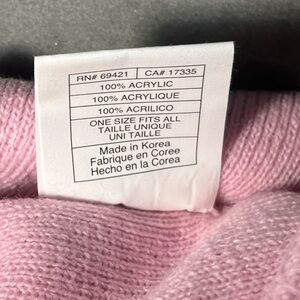 RN# 69421 CA# 17335
100% ACRYLIC
100% ACRYLIQUE
100% ACRILICO
ONE SIZE FITS ALL
TAILLE UNIQUE
UNI TAILLE
Made in Korea
Fabrique en Coree
Hecho en la Corea